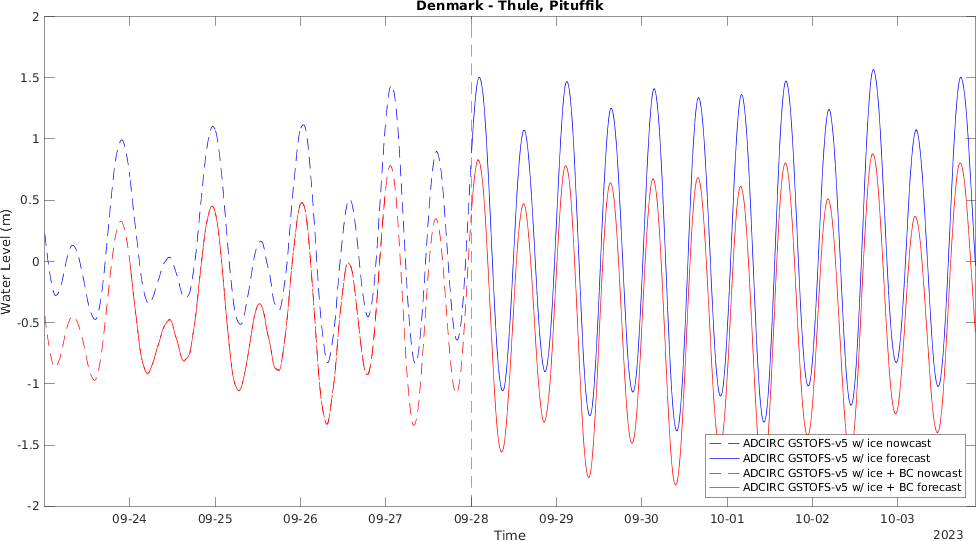 Denmark - Thule, Pituffik
2
1.5
1
0.5
0
-0.5
-1
-1.5
-2
Water Level (m)
ADCIRC GSTOFS-v5 w/ ice nowcast
ADCIRC GSTOFS-v5 w/ ice forecast
ADCIRC GSTOFS-v5 w/ ice + BC nowcast
ADCIRC GSTOFS-v5 w/ ice + BC forecast
09-24 09-25 09-26 09-27 09-28 09-29 09-30 10-01 10-02 10-03
Time
2023